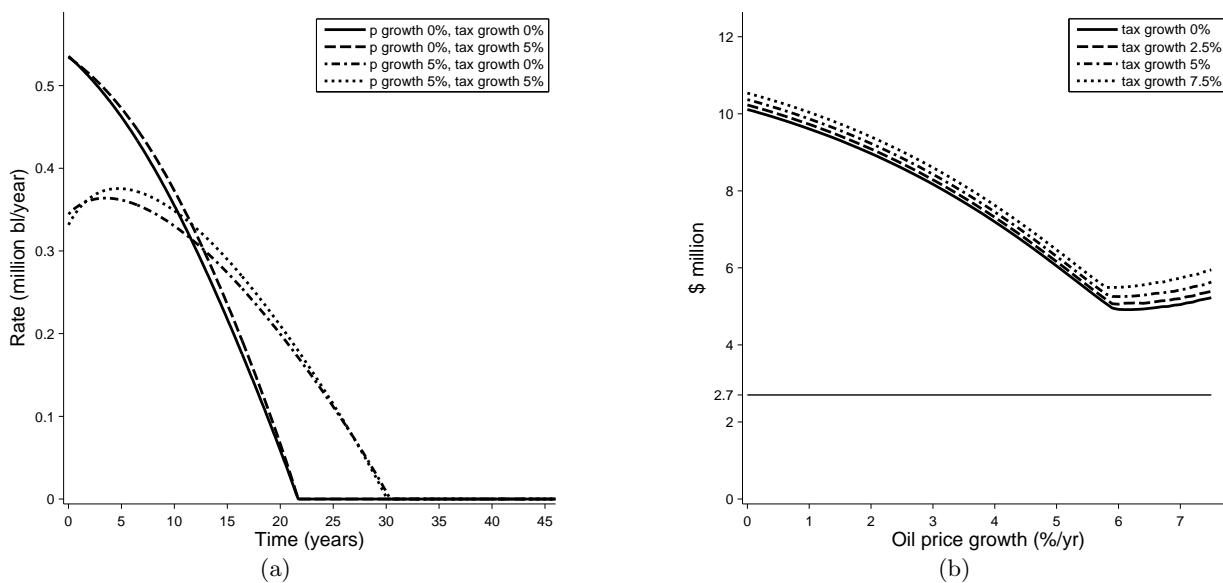 p growth 0%, tax growth 0%
p growth 0%, tax growth 5%
p growth 5%, tax growth 0%
p growth 5%, tax growth 5%
Rate (million bl/year)
0.5
0.4
0.3
0.2
0.1
0
0 5 10 15 20 25 30 35 40 45
Time (years)
(a)
tax growth 0%
tax growth 2.5%
tax growth 5%
tax growth 7.5%
$ million
12
10
8
6
4
2.7
2
0
0 1 2 3 4 5 6 7
Oil price growth (%/yr)
(b)